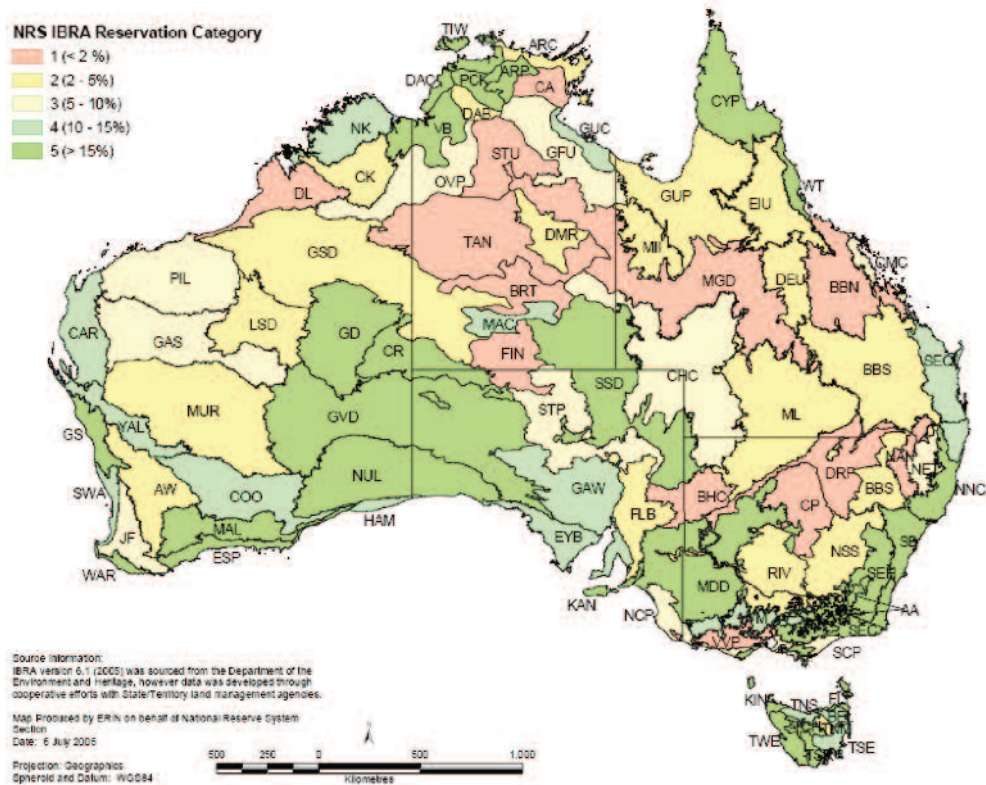 NRS IBRA Reservation Category
1 (< 2 %)
2 (2 - 5%)
3 (5 - 10%)
4 (10 - 15%)
5 (> 15%)
TIW
ARC
DAC
PCK
ARP
CA
DAB
NK
VB
GUC
CYP
STU
GFU
CK
OVP
WT
DL
GUP
EIU
TAN
DMR
GSD
MII
CMC
PIL
MGD
DEU
BBN
BRT
CAR
MAC
LSD
GAS
GD
FIN
CR
SSD
CHC
BBS
SEQ
MUR
GVD
STP
ML
YAL
GS
NAN
NET
DRP
NUL
GAW
SWA
AW
COO
BHC
CP
BBS
NNC
FLB
HAM
MAL
EYB
JF
NSS
SB
ESP
WAR
MDD
RIV
SEH
KAN
NCP
AA
SEC
VVP
SCP
KIN
TNS
FL
TWE
TSE
Source Information:
IBRA version 6.1 (2005) was sourced from the Department of the
Environment and Heritage, however data was developed through
cooperative efforts with State/Territory land management agencies.
Map Produced by ERIN on behalf of National Reserve System
Section
Date: 6 July 2005
Projection: Geographics
Spheroid and Datum: WGS84
N
500 250 0 500 1,000
Kilometres